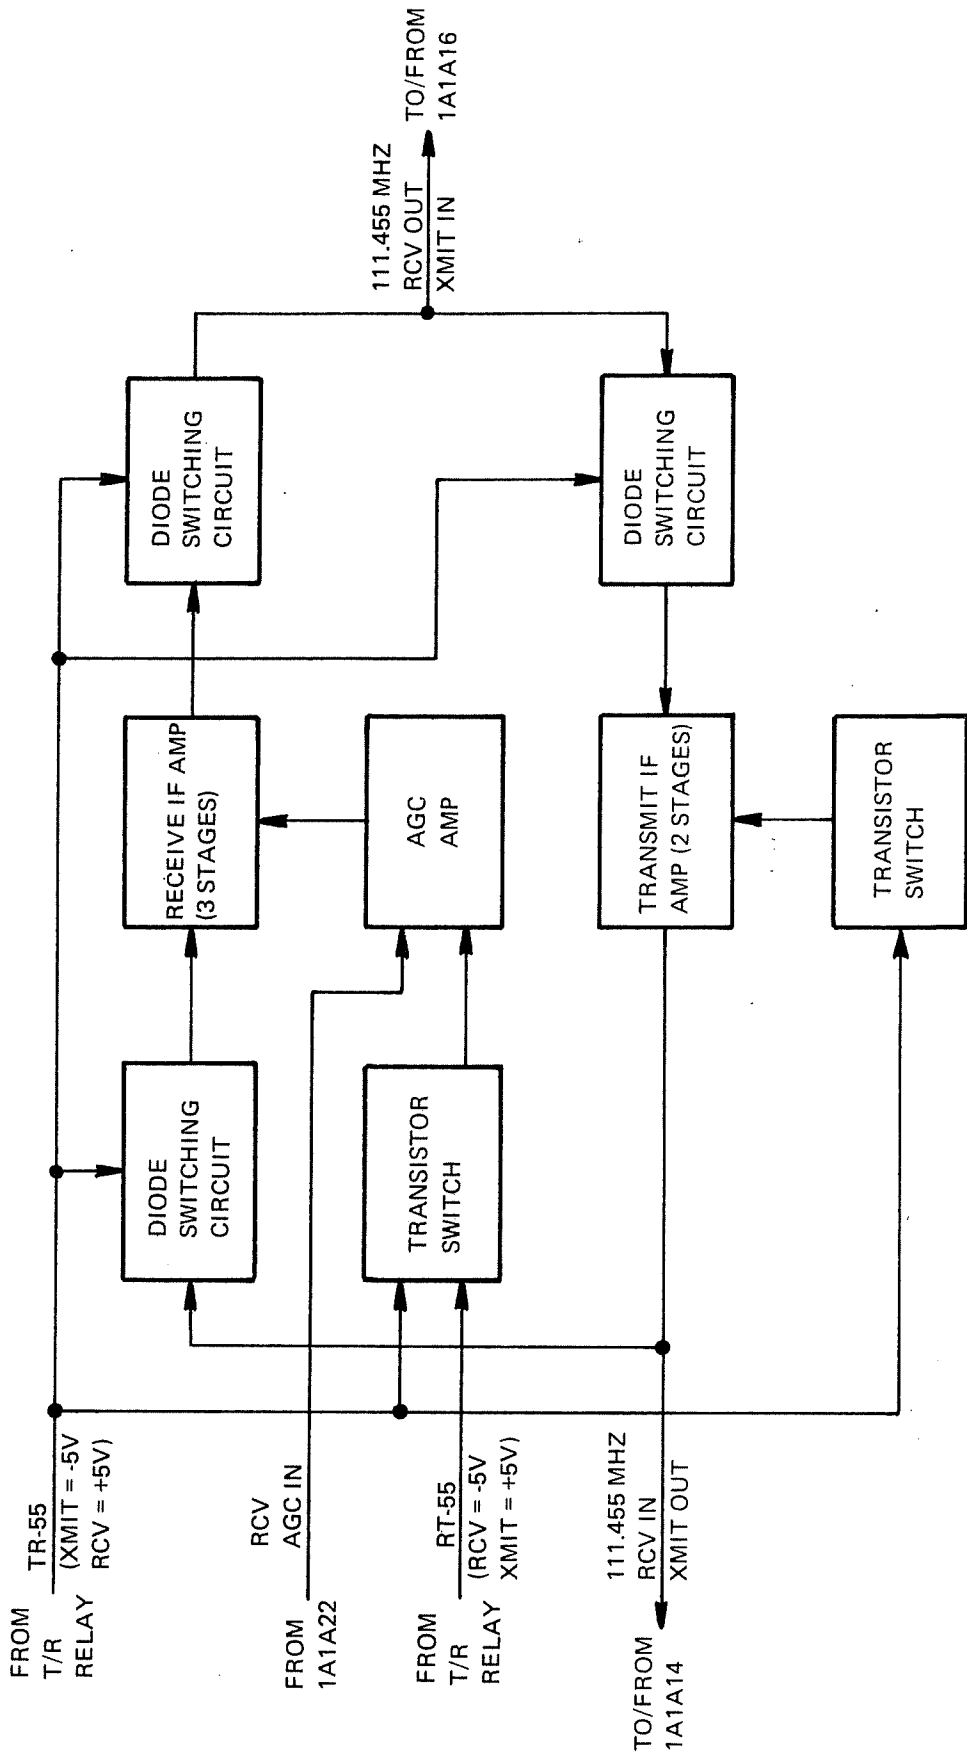 FROM
T/R
RELAY
TR-55
(XMIT = -5V
RCV = +5V)
FROM
1A1A22
RCV
AGC IN
FROM
T/R
RELAY
RT-55
(RCV = -5V
XMIT = +5V)
TO/FROM
1A1A14
111.455 MHZ
RCV IN
XMIT OUT
DIODE
SWITCHING
CIRCUIT
TRANSISTOR
SWITCH
RECEIVE IF AMP
(3 STAGES)
AGC
AMP
TRANSMIT IF
AMP (2 STAGES)
TRANSISTOR
SWITCH
DIODE
SWITCHING
CIRCUIT
DIODE
SWITCHING
CIRCUIT
111.455 MHZ
RCV OUT
XMIT IN
TO/FROM
1A1A16